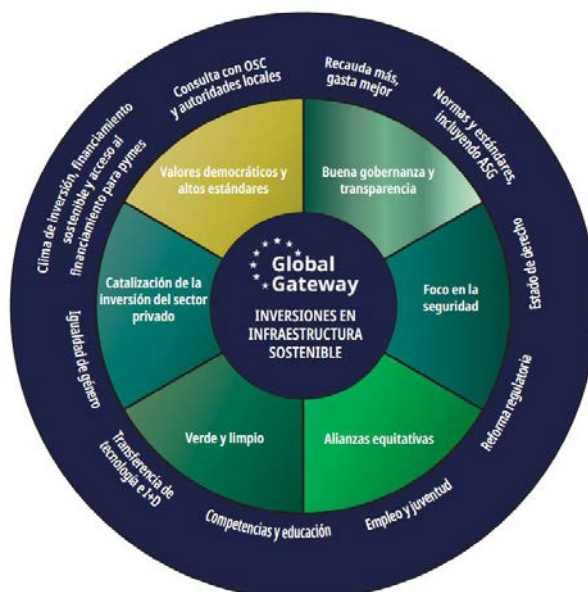 Consulta con OSC
y autoridades locales
Recauda más,
gasta mejor
Normas y estándares,
incluyendo ASG
Estado de derecho
Reforma regulatoria
Empleo y juventud
Competencias y educación
Transferencia de
tecnología e I+D
Igualdad de género
Clima de inversión, financiamiento
sostenible y acceso al
financiamiento para pymes
Valores democráticos y
altos estándares
Buena gobernanza y
transparencia
Foco en la
seguridad
Alianzas equitativas
Verde y limpio
Catalización de la
inversión del sector
privado
Global
Gateway
INVERSIONES EN
INFRAESTRUCTURA
SOSTENIBLE